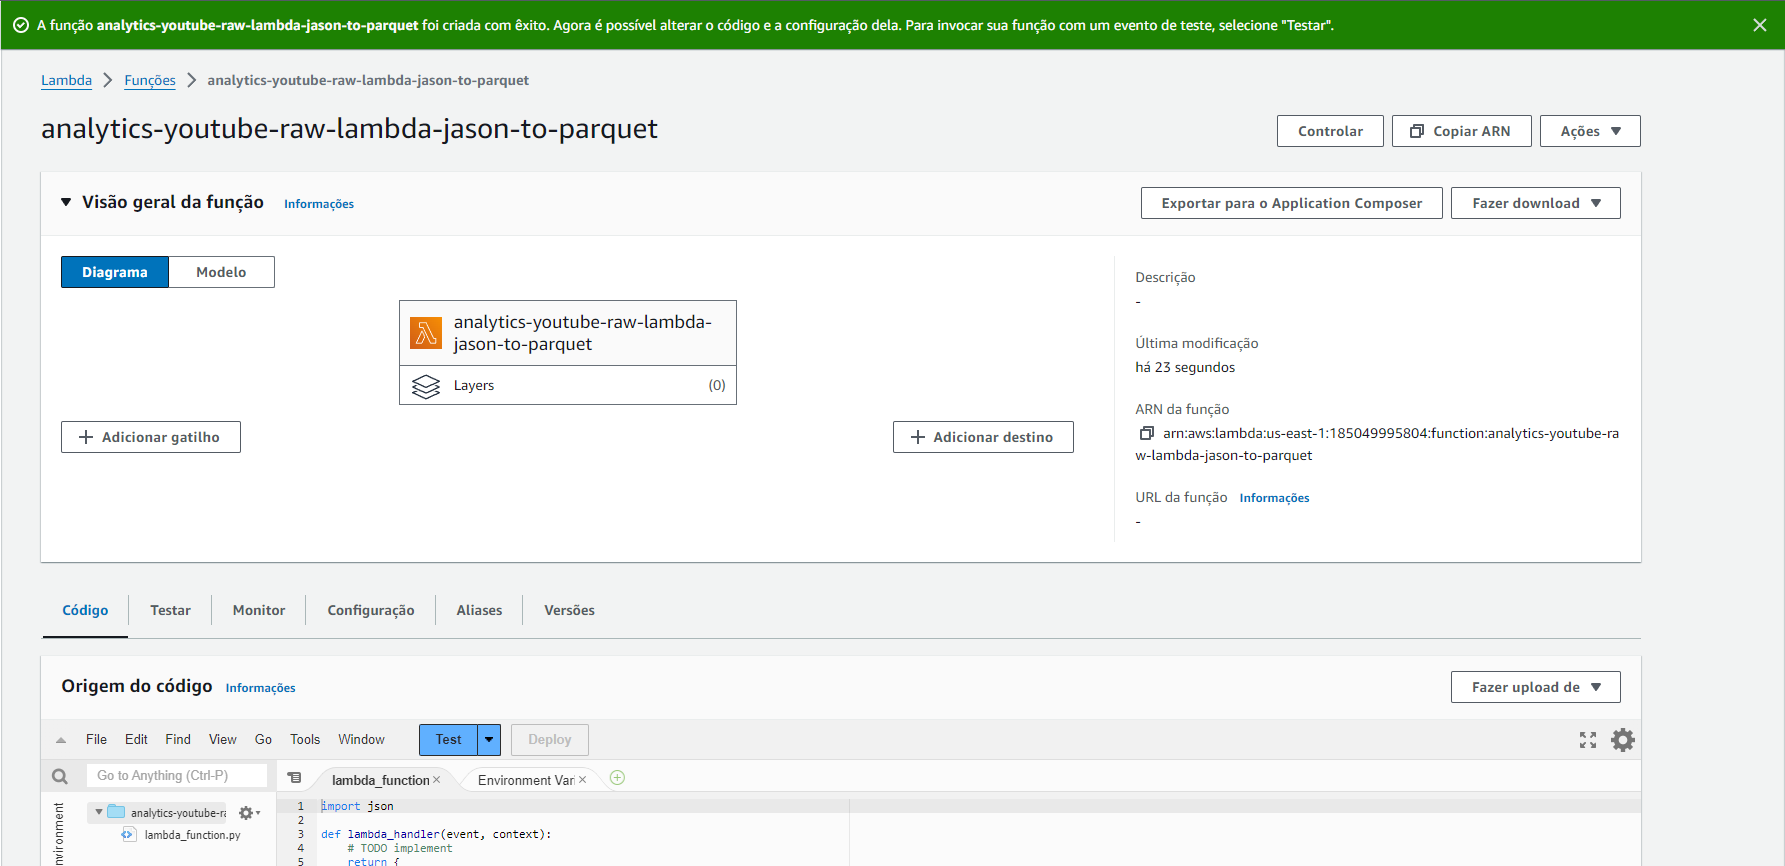 A função analytics-youtube-raw-lambda-jason-to-parquet foi criada com êxito. Agora é possível alterar o código e a configuração dela. Para invocar sua função com um evento de teste, selecione "Testar".
Lambda > Funções > analytics-youtube-raw-lambda-jason-to-parquet
analytics-youtube-raw-lambda-jason-to-parquet
Controlar
Copiar ARN
Ações
Visão geral da função
Informações
Exportar para o Application Composer
Fazer download
Diagrama
Modelo
analytics-youtube-raw-lambda-
jason-to-parquet
Layers
(0)
Adicionar gatilho
Adicionar destino
Descrição
-
Última modificação
há 23 segundos
ARN da função
arn:aws:lambda:us-east-1:185049995804:function:analytics-youtube-ra
w-lambda-jason-to-parquet
URL da função Informações
-
Código
Testar
Monitor
Configuração
Aliases
Versões
Origem do código Informações
Fazer upload de
File Edit Find View Go Tools Window
Test
Deploy
Go to Anything (Ctrl-P)
lambda_function
Environment Var
nvironment
analytics-youtube-ra
lambda_function.py
1 import json
2
3 def lambda_handler(event, context):
4 # TODO implement
5 return {